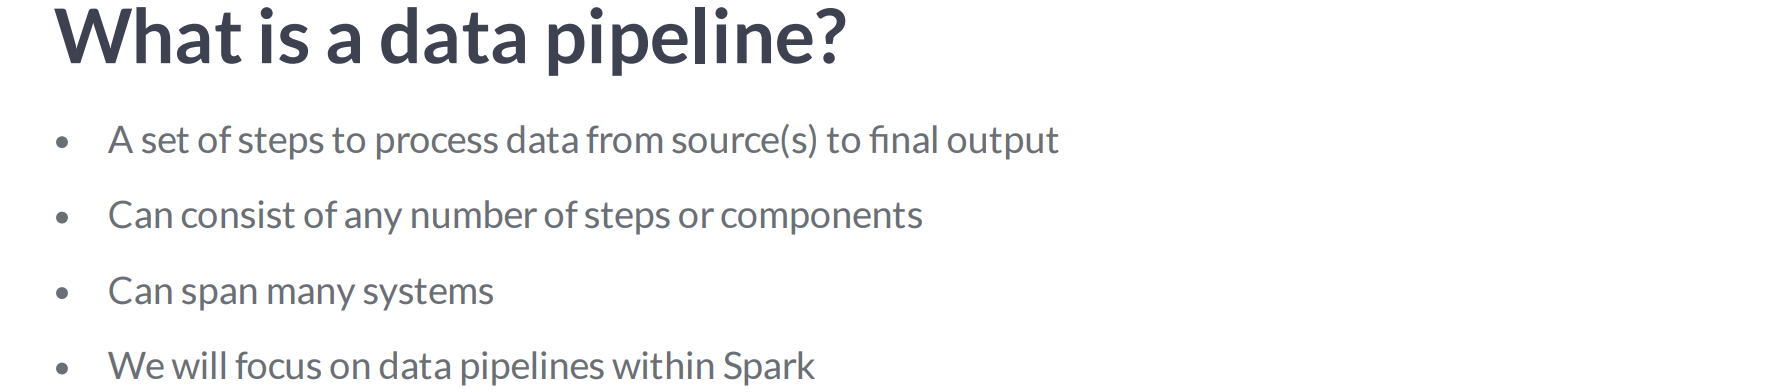 What is a data pipeline?
• A set of steps to process data from source(s) to final output
• Can consist of any number of steps or components
• Can span many systems
• We will focus on data pipelines within Spark